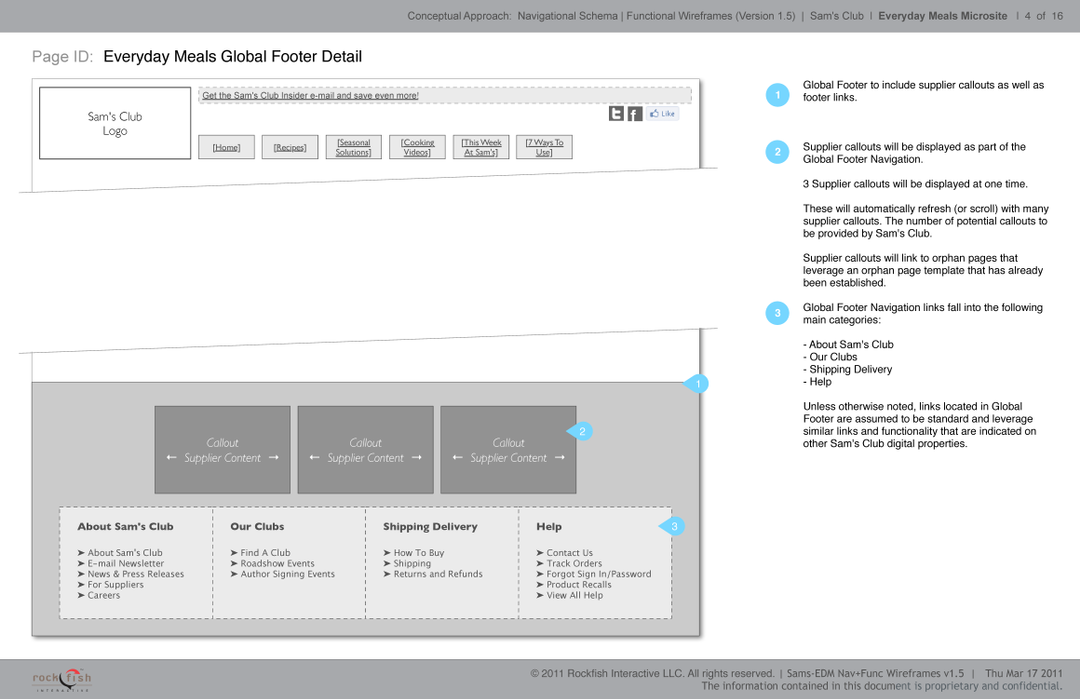 Conceptual Approach: Navigational Schema | Functional Wireframes (Version 1.5) | Sam's Club | Everyday Meals Microsite | 4 of 16
Page ID: Everyday Meals Global Footer Detail
Sam's Club
Logo
Get the Sam's Club Insider e-mail and save even more!
Like
[Home]
[Recipes]
[Seasonal
Solutions]
[Cooking
Videos]
[This Week
At Sam's]
[7 Ways To
Use]
1
Global Footer to include supplier callouts as well as
footer links.
2
Supplier callouts will be displayed as part of the
Global Footer Navigation.
3 Supplier callouts will be displayed at one time.
These will automatically refresh (or scroll) with many
supplier callouts. The number of potential callouts to
be provided by Sam's Club.
Supplier callouts will link to orphan pages that
leverage an orphan page template that has already
been established.
3
Global Footer Navigation links fall into the following
main categories:
- About Sam's Club
- Our Clubs
- Shipping Delivery
- Help
Unless otherwise noted, links located in Global
Footer are assumed to be standard and leverage
similar links and functionality that are indicated on
other Sam's Club digital properties.
1
Callout
← Supplier Content →
Callout
← Supplier Content →
Callout
← Supplier Content →
2
About Sam's Club
➤ About Sam's Club
➤ E-mail Newsletter
➤ News & Press Releases
➤ For Suppliers
➤ Careers
Our Clubs
➤ Find A Club
➤ Roadshow Events
➤ Author Signing Events
Shipping Delivery
➤ How To Buy
➤ Shipping
➤ Returns and Refunds
Help
➤ Contact Us
➤ Track Orders
➤ Forgot Sign In/Password
➤ Product Recalls
➤ View All Help
3
rockfish
INTERACTIVE
© 2011 Rockfish Interactive LLC. All rights reserved. | Sams-EDM Nav+Func Wireframes v1.5 | Thu Mar 17 2011
The information contained in this document is proprietary and confidential.